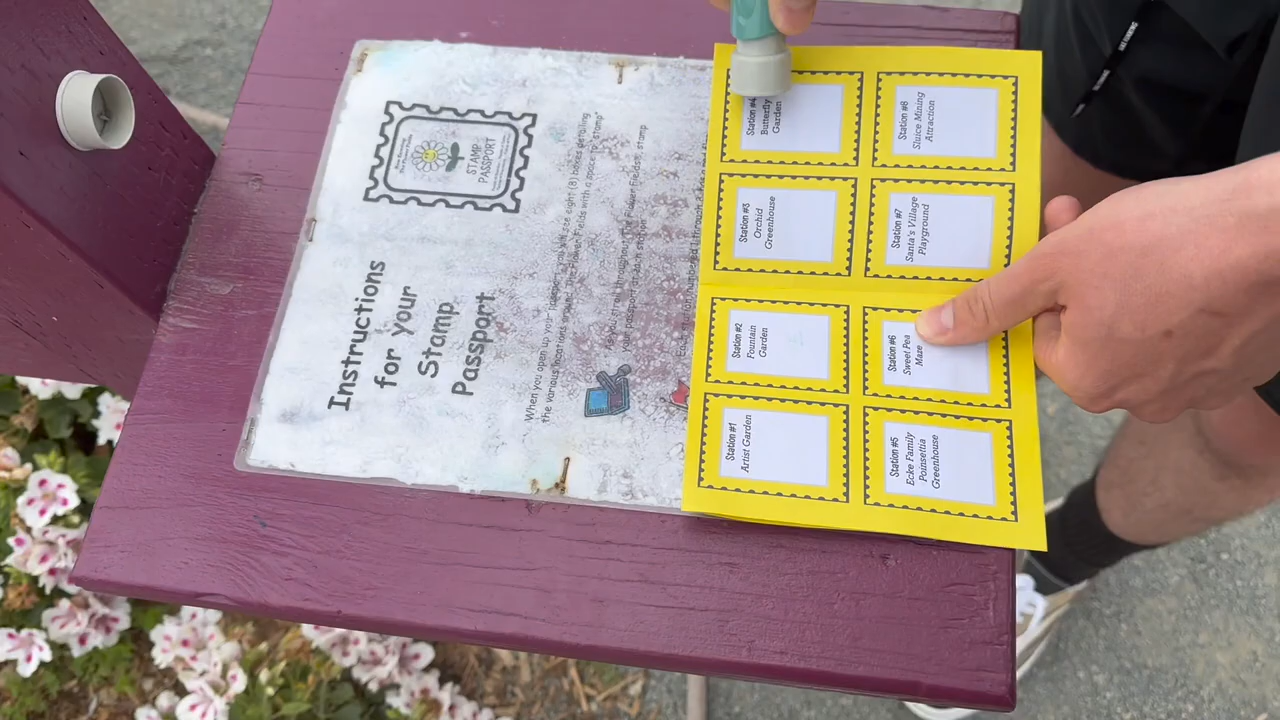 STAMP
PASSPORT
Instructions
for your
Stamp
Passport
When you open up your passport, you will see eight (8) boxes detailing
the various locations around The Flower Fields with a space to "stamp"
As you stroll throughout The Flower Fields, stamp
your passport at each station
Station #1
Artist Garden
Station #2
Fountain
Garden
Station #3
Orchid
Greenhouse
Station #4
Butterfly
Garden
Station #5
Ecke Family
Poinsettia
Greenhouse
Station #6
Sweet Pea
Maze
Station #7
Santa's Village
Playground
Station #8
Sluice Mining
Attraction